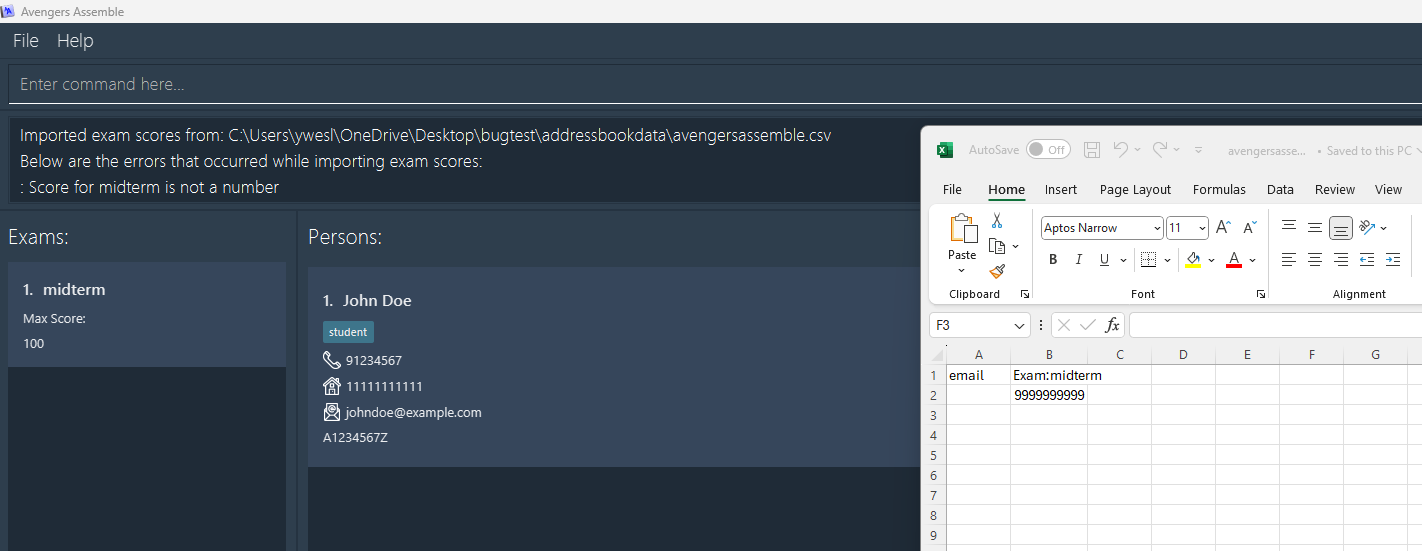 Avengers Assemble
File Help
Enter command here...
Imported exam scores from: C:\Users\ywesl\OneDrive\Desktop\bugtest\addressbookdata\avengersassemble.csv
Below are the errors that occurred while importing exam scores:
: Score for midterm is not a number
Exams:
1. midterm
Max Score:
100
Persons:
1. John Doe
student
91234567
11111111111
johndoe@example.com
A1234567Z
AutoSave Off avengersasse... • Saved to this PC
File Home Insert Page Layout Formulas Data Review View
Paste
Clipboard
Aptos Narrow 11
B I U
Font
Alignment
F3 fx
A B C D E F G
1 email Exam:midterm
2 9999999999
3
4
5
6
7
8
9